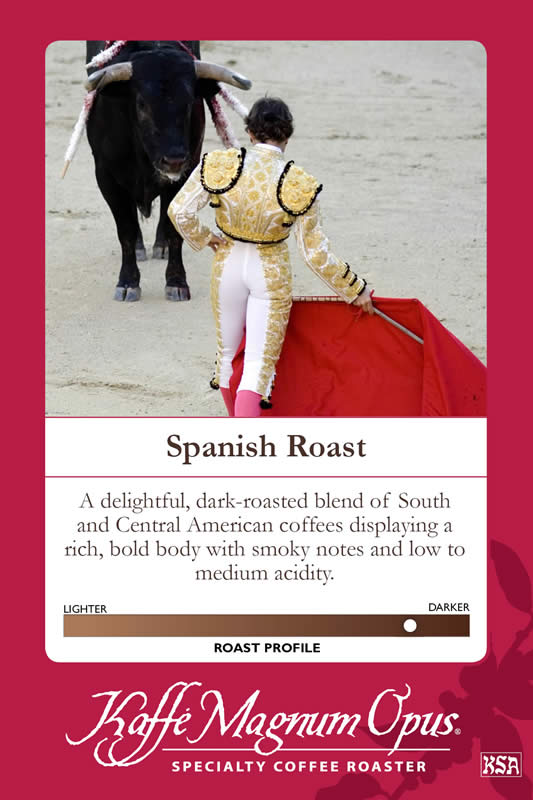 Spanish Roast
A delightful, dark-roasted blend of South
and Central American coffees displaying a
rich, bold body with smoky notes and low to
medium acidity.
LIGHTER DARKER
ROAST PROFILE
Kaffé Magnum Opus®
SPECIALTY COFFEE ROASTER
KSA